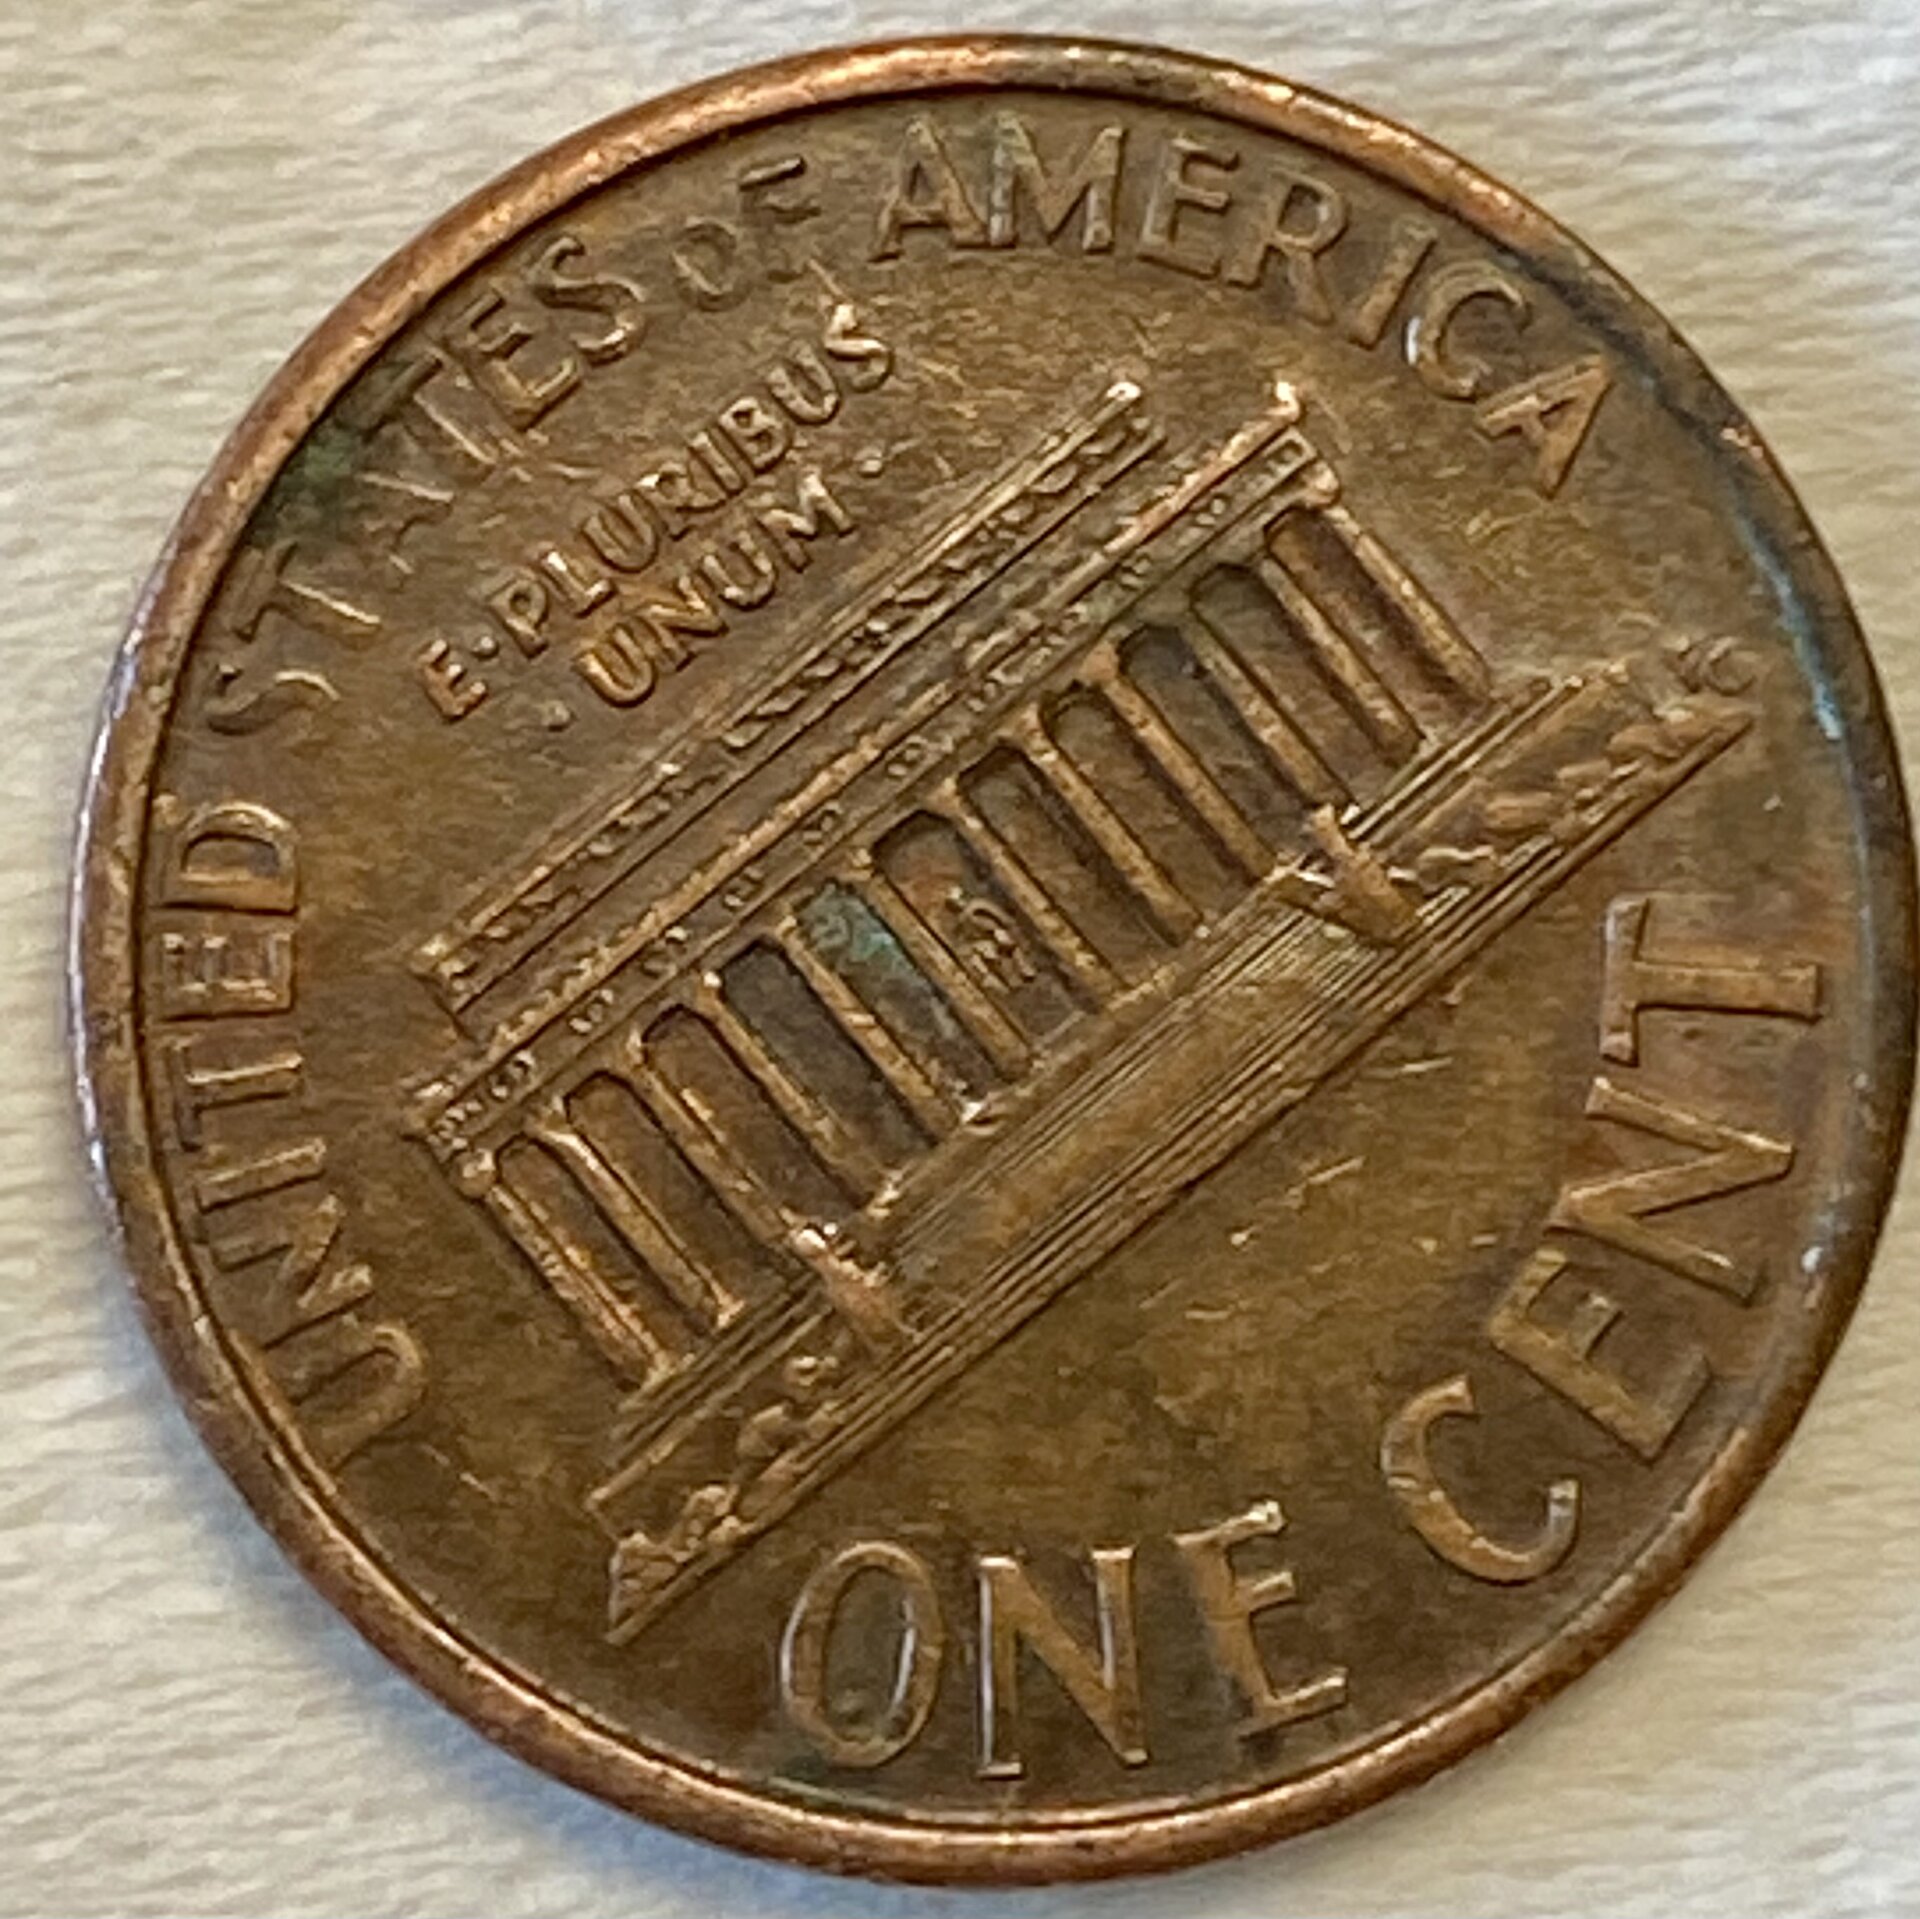 UNITED STATES OF AMERICA
E·PLURIBUS
·UNUM·
ONE CENT